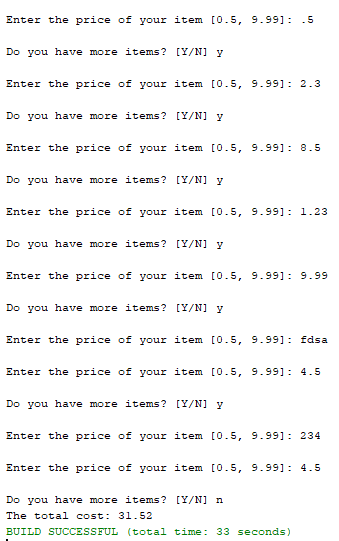 Enter the price of your item [0.5, 9.99]: .5
Do you have more items? [Y/N] y
Enter the price of your item [0.5, 9.99]: 2.3
Do you have more items? [Y/N] y
Enter the price of your item [0.5, 9.99]: 8.5
Do you have more items? [Y/N] y
Enter the price of your item [0.5, 9.99]: 1.23
Do you have more items? [Y/N] y
Enter the price of your item [0.5, 9.99]: 9.99
Do you have more items? [Y/N] y
Enter the price of your item [0.5, 9.99]: fdsa
Enter the price of your item [0.5, 9.99]: 4.5
Do you have more items? [Y/N] y
Enter the price of your item [0.5, 9.99]: 234
Enter the price of your item [0.5, 9.99]: 4.5
Do you have more items? [Y/N] n
The total cost: 31.52
BUILD SUCCESSFUL (total time: 33 seconds)